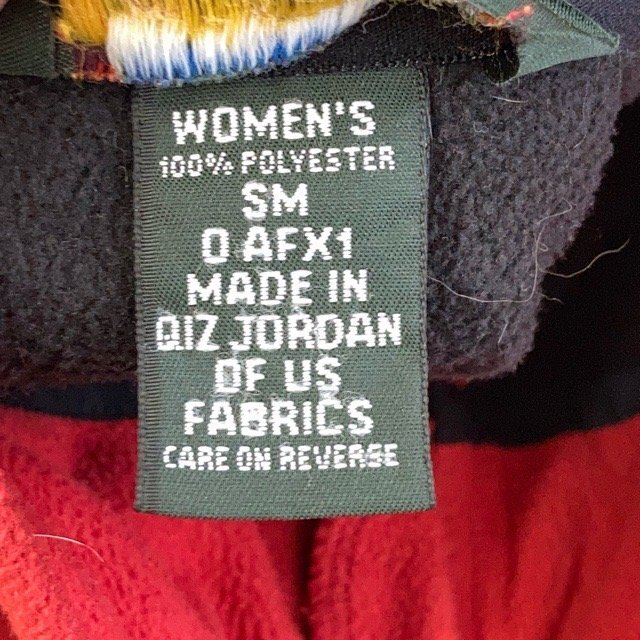 WOMEN'S
100% POLYESTER
SM
0 AFX1
MADE IN
QIZ JORDAN
OF US
FABRICS
CARE ON REVERSE